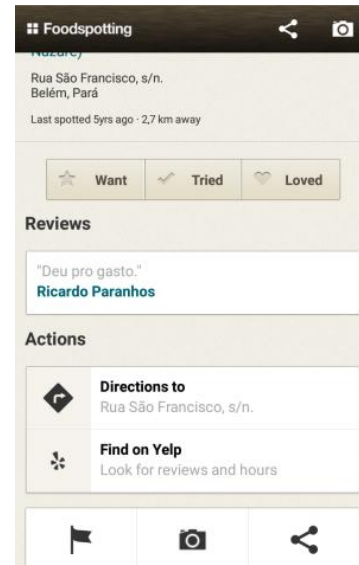 Foodspotting
Nazaré)
Rua São Francisco, s/n.
Belém, Pará
Last spotted 5yrs ago · 2,7 km away
Want Tried Loved
Reviews
"Deu pro gasto."
Ricardo Paranhos
Actions
Directions to
Rua São Francisco, s/n.
Find on Yelp
Look for reviews and hours